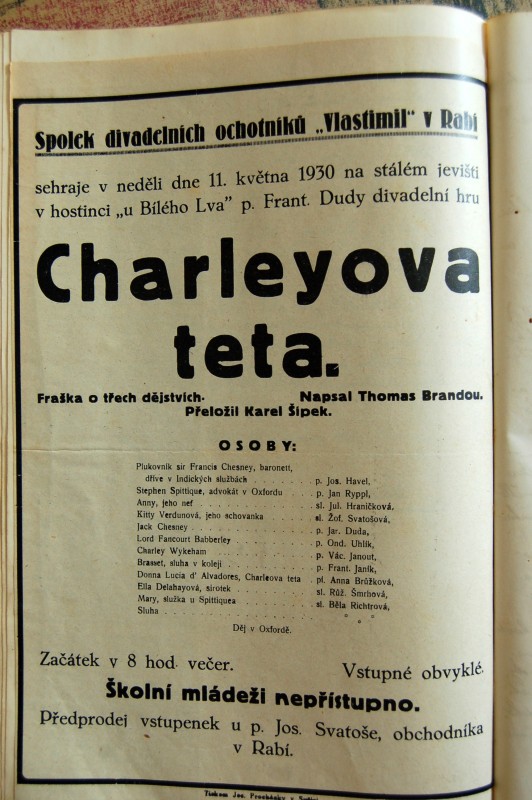 Spolek divadelních ochotníků „Vlastimil" v Rabí
sehraje v neděli dne 11. května 1930 na stálém jevišti
v hostinci „u Bílého Lva" p. Frant. Dudy divadelní hru
Charleyova
teta.
Fraška o třech dějstvích. Napsal Thomas Brandou.
Přeložil Karel Šípek.
OSOBY:
Plukovník sir Francis Chesney, baronett,
dříve v Indických službách . . . . . . p. Jos. Havel,
Stephen Spittique, advokát v Oxfordu . . . p. Jan Ryppl,
Anny, jeho neť . . . . . . . . . . sl. Jul. Hraničková,
Kitty Verdunová, jeho schovanka . . . . . sl. Žof. Svatošová,
Jack Chesney . . . . . . . . . . p. Jar. Duda,
Lord Fancourt Babberley . . . . . . . p. Ond. Uhlík,
Charley Wykeham . . . . . . . . . p. Vác. Janout,
Brasset, sluha v koleji . . . . . . . . p. Frant. Janík,
Donna Lucia d' Alvadores, Charleova teta . pí. Anna Brůžková,
Ella Delahayová, sirotek . . . . . . . sl. Růž. Šmrhová,
Mary, služka u Spittiquea . . . . . . . sl. Běla Richtrová,
Sluha . . . . . . . . . . . . . ° ° °
Děj v Oxfordě.
Začátek v 8 hod. večer. Vstupné obvyklé.
Školní mládeži nepřístupno.
Předprodej vstupenek u p. Jos. Svatoše, obchodníka
v Rabí.
Tiskem Jos. Procházky v